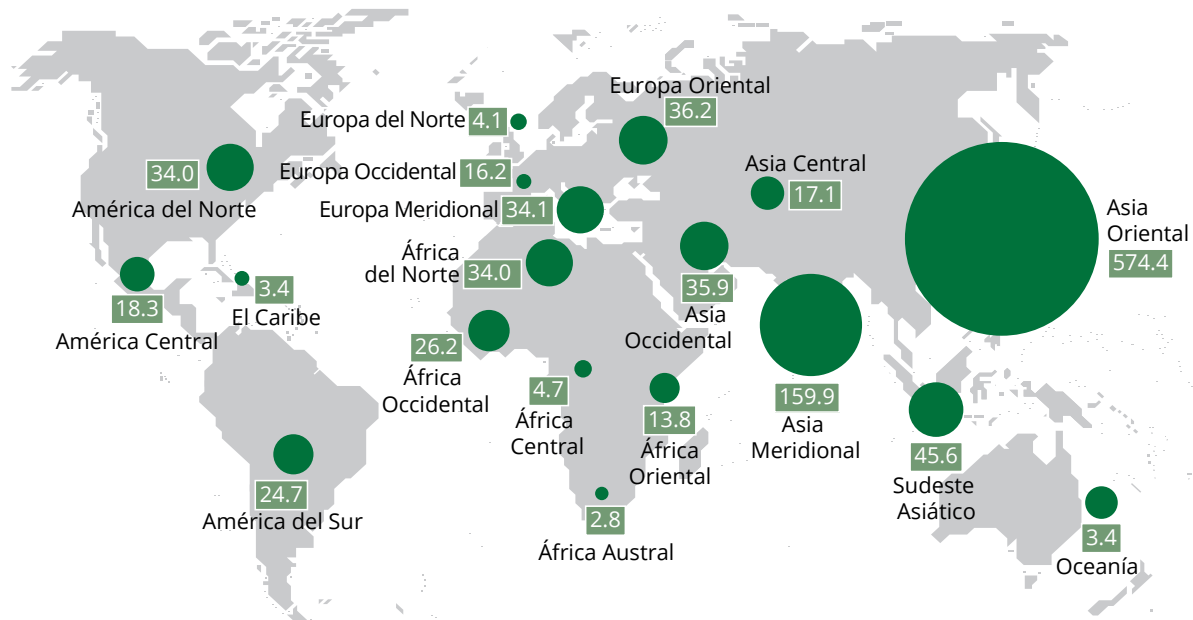 Europa Oriental
36.2
Europa del Norte 4.1
Asia Central
17.1
Europa Occidental 16.2
34.0
América del Norte
Europa Meridional 34.1
Asia
Oriental
574.4
África
del Norte 34.0
35.9
Asia
Occidental
18.3
América Central
3.4
El Caribe
26.2
África
Occidental
4.7
África
Central
13.8
África
Oriental
159.9
Asia
Meridional
45.6
Sudeste
Asiático
24.7
América del Sur
2.8
África Austral
3.4
Oceanía